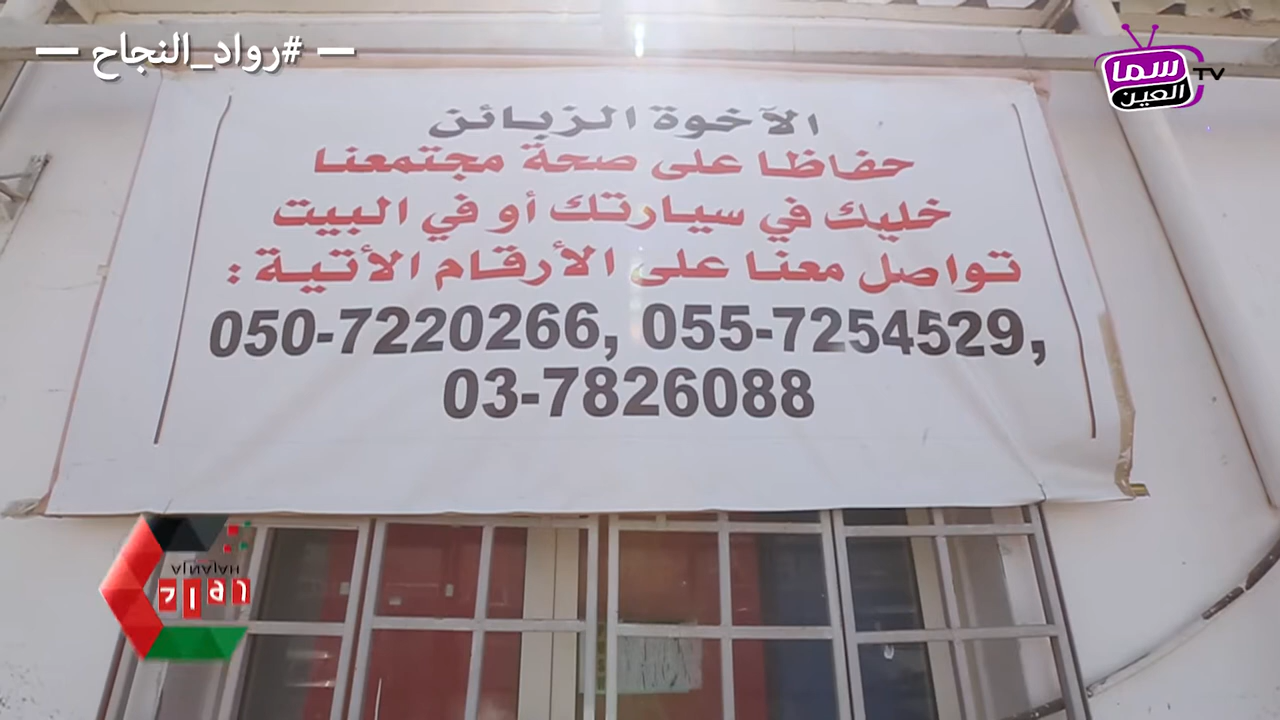 #رواد_النجاح
سما
العين
TV
الآخوة الزبائن
حفاظا على صحة مجتمعنا
خليك في سيارتك أو في البيت
تواصل معنا على الأرقام الأتية :
050-7220266, 055-7254529,
03-7826088
رواد